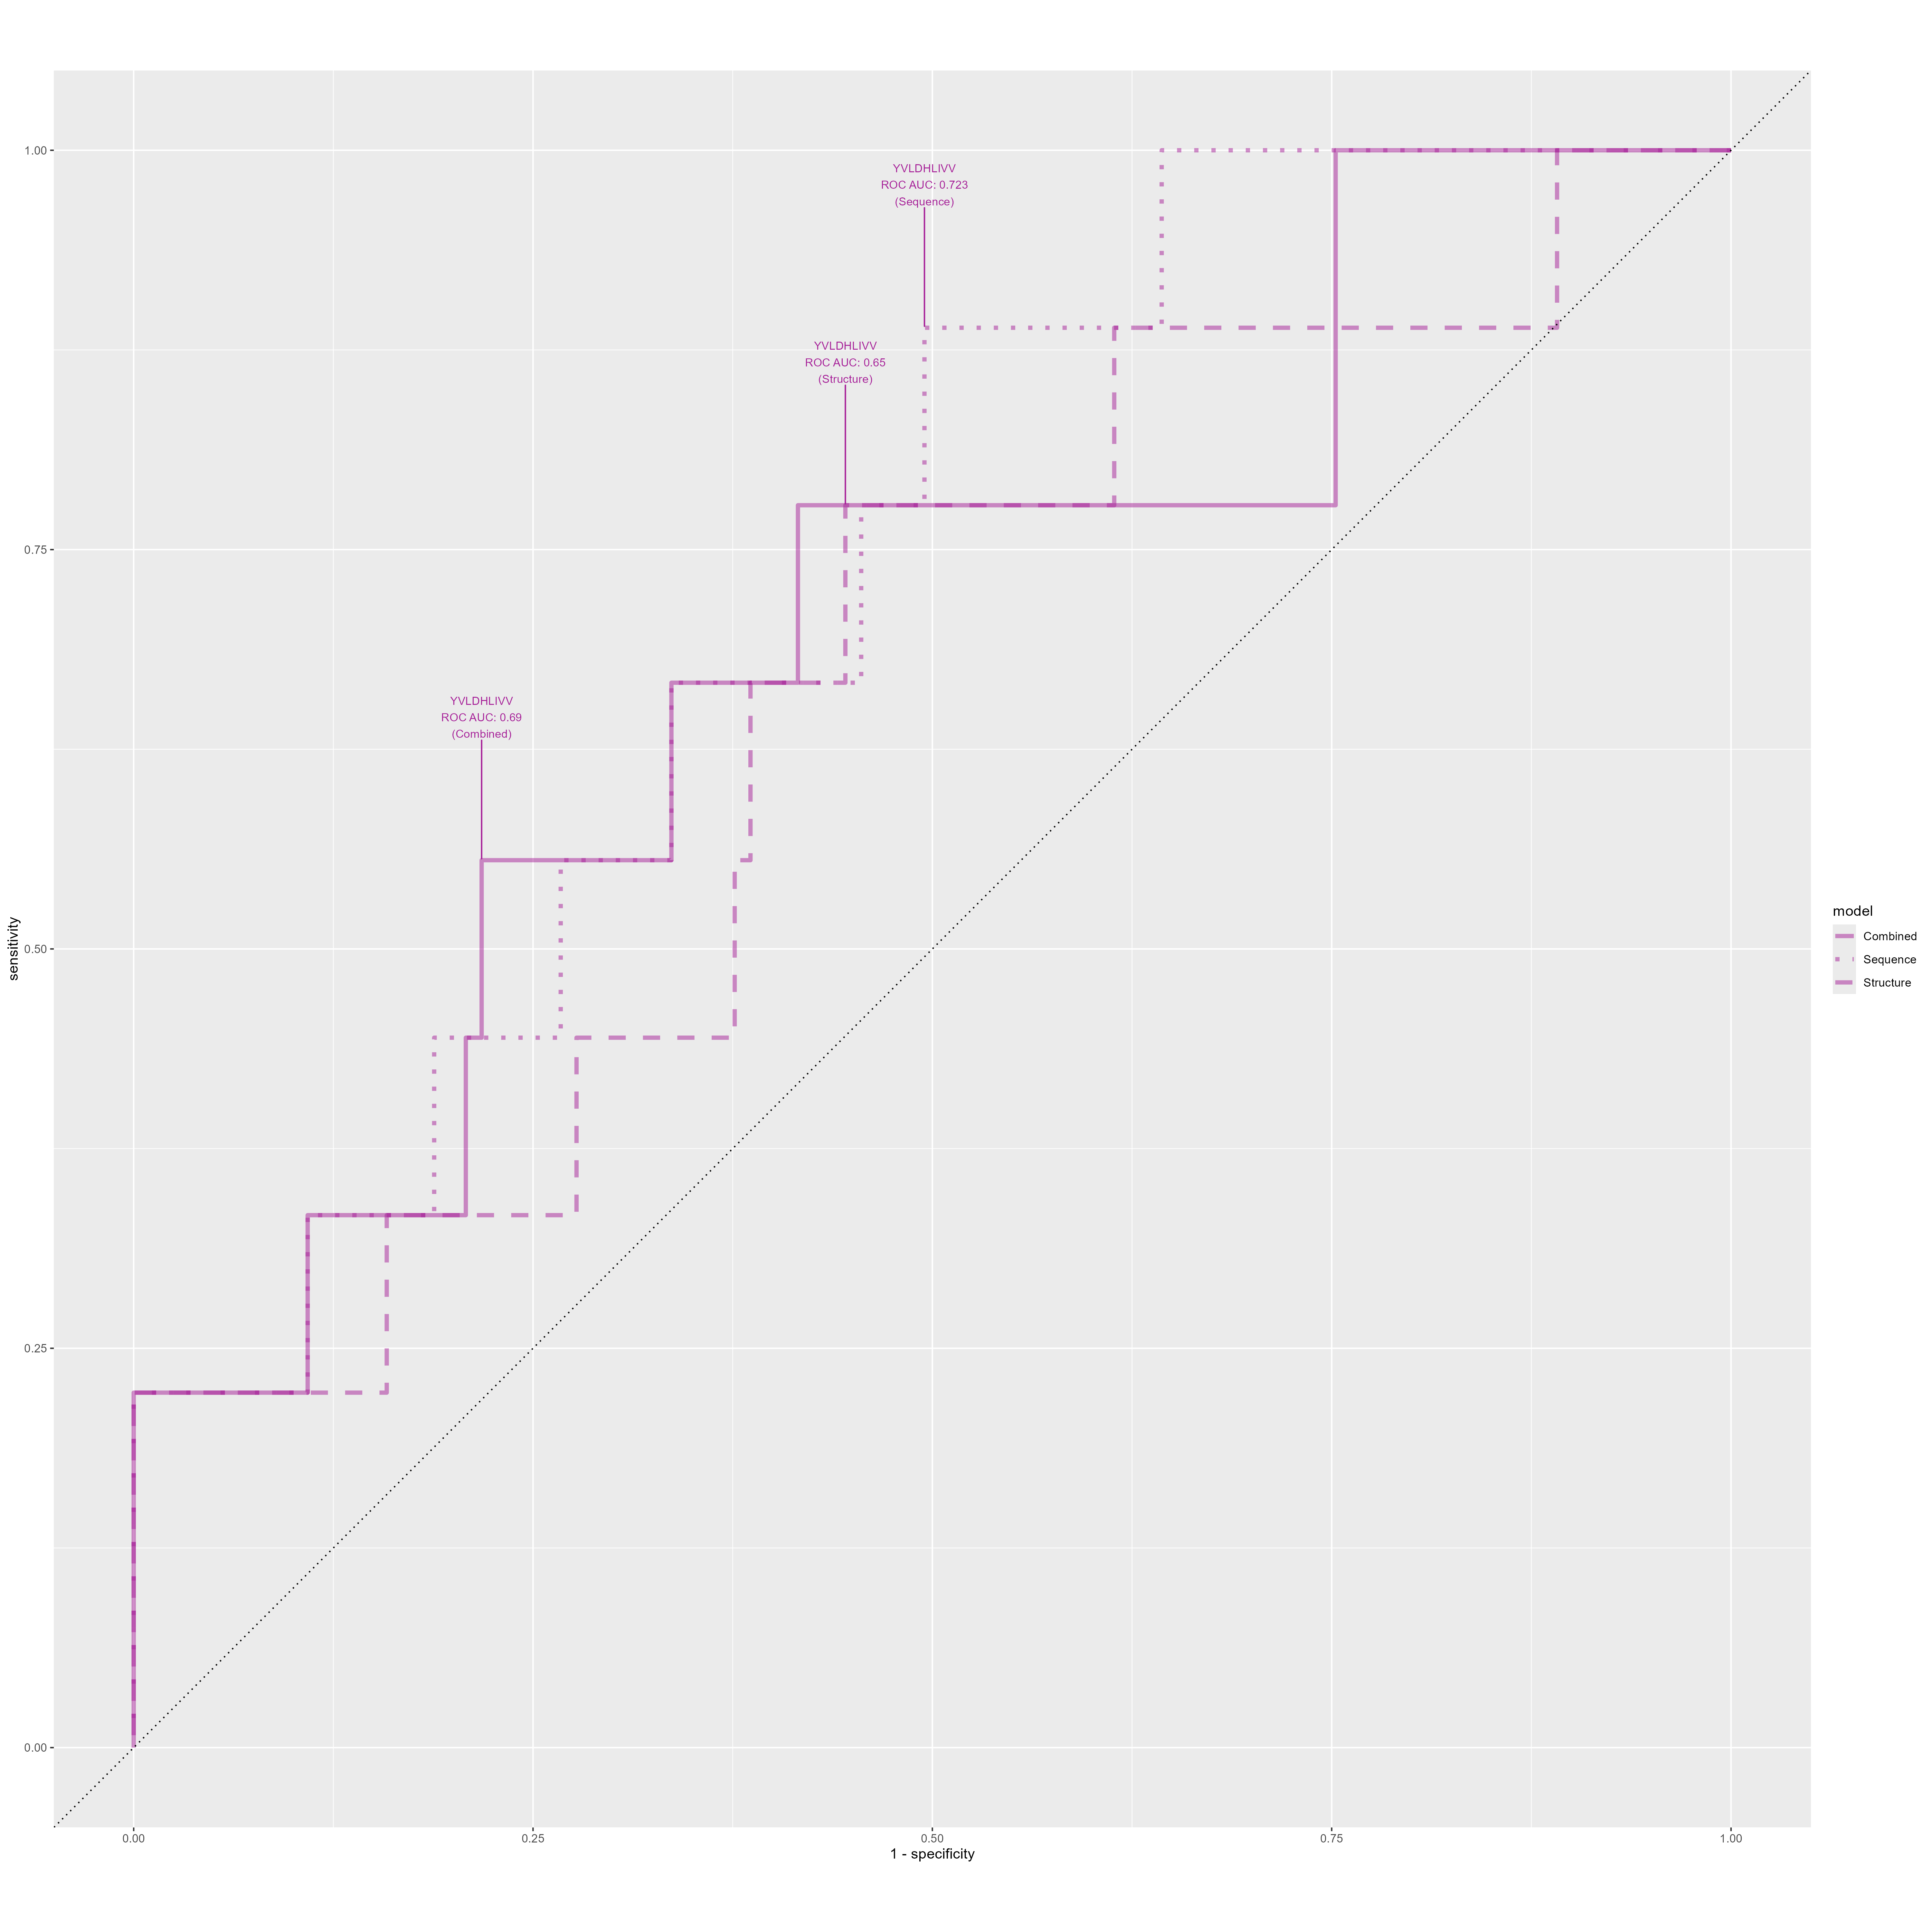 YVLDHLIVV
ROC AUC: 0.723
(Sequence)
YVLDHLIVV
ROC AUC: 0.65
(Structure)
YVLDHLIVV
ROC AUC: 0.69
(Combined)
1.00
0.75
0.50
0.25
0.00
sensitivity
0.00
0.25
0.50
0.75
1.00
1 - specificity
model
Combined
Sequence
Structure